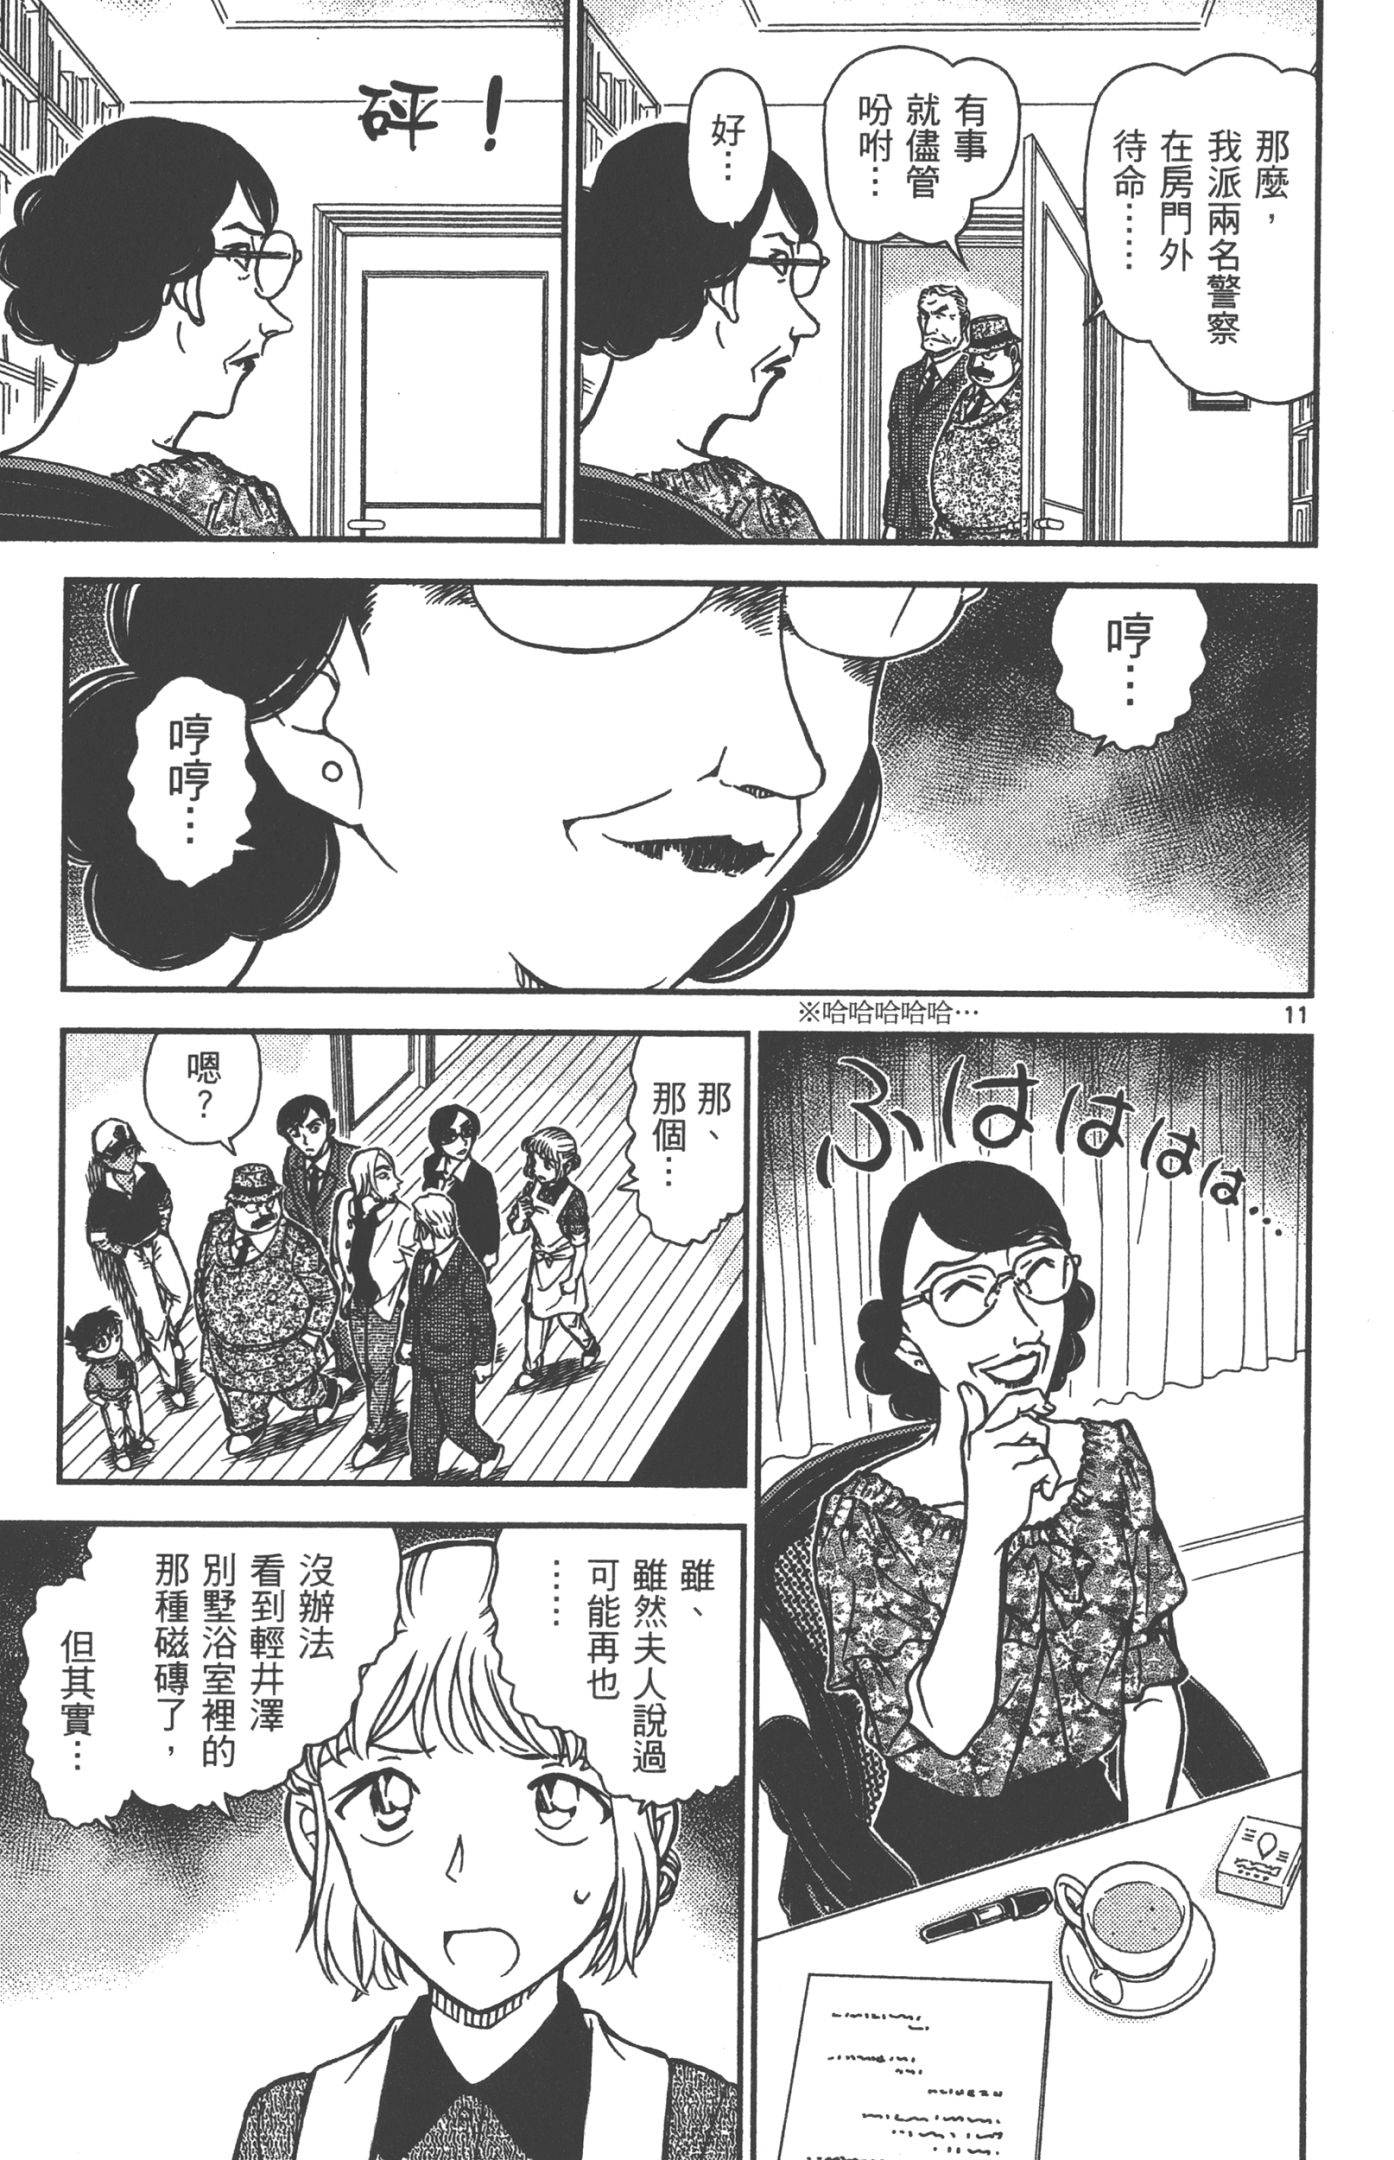 那麼，
我派兩名警察
在房門外
待命……
有事
就儘管
吩咐…
好…
砰！
哼…
哼哼…
※哈哈哈哈哈…
11
ふはははは…
那、
那個…
嗯？
雖、
雖然夫人說過
可能再也
……
沒辦法
看到輕井澤
別墅浴室裡的
那種磁磚了，
但其實…